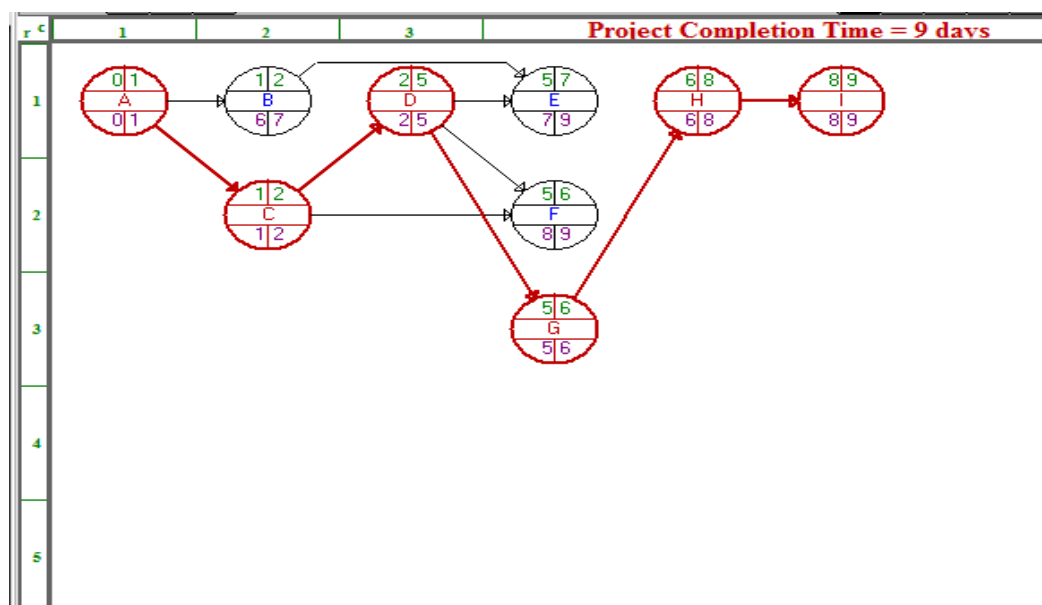 r c 1 2 3 Project Completion Time = 9 days
1
0 1 1 2 2 5 5 7 6 8 8 9
A B D E H I
0 1 6 7 2 5 7 9 6 8 8 9
2
1 2 5 6
C F
1 2 8 9
3
5 6
G
5 6
4
5